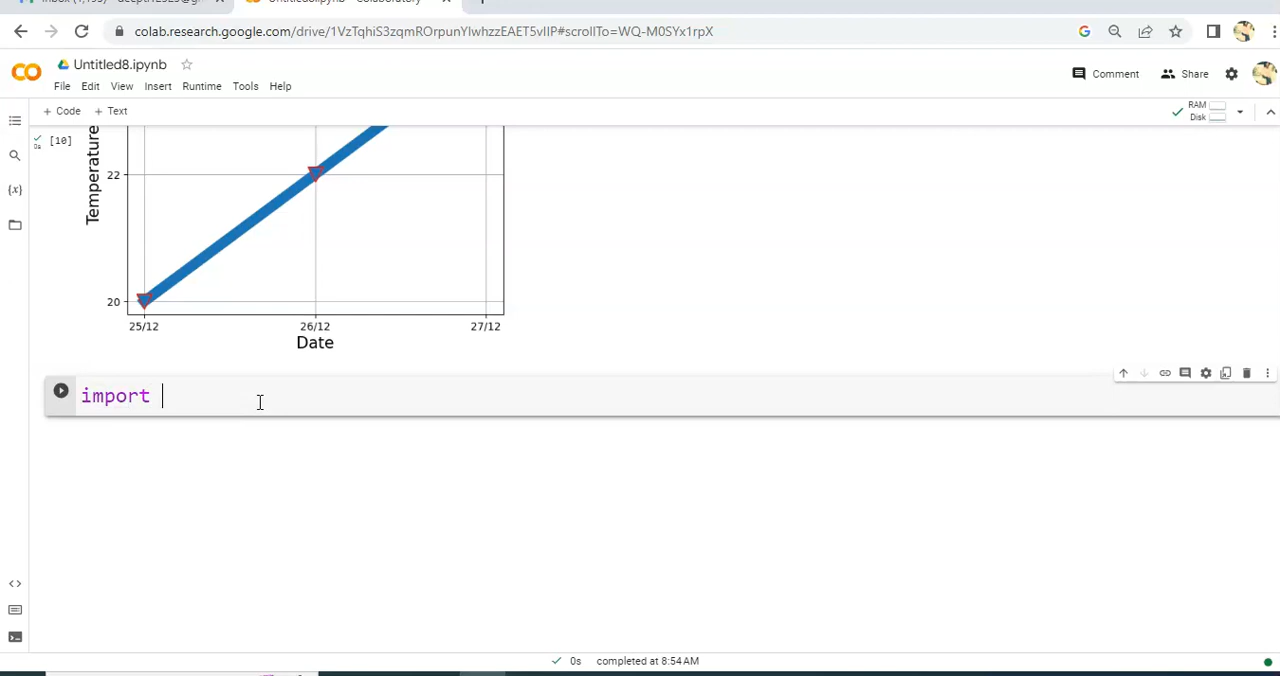 colab.research.google.com/drive/1VzTqhiS3zqmROrpunYlwhzzEAET5vIIP#scrollTo=WQ-M0SYx1rpX
Untitled8.ipynb
File Edit View Insert Runtime Tools Help
Comment
Share
+ Code + Text
RAM
Disk
[10]
0s
Temperature
22
20
25/12 26/12 27/12
Date
import
{x}
0s completed at 8:54 AM